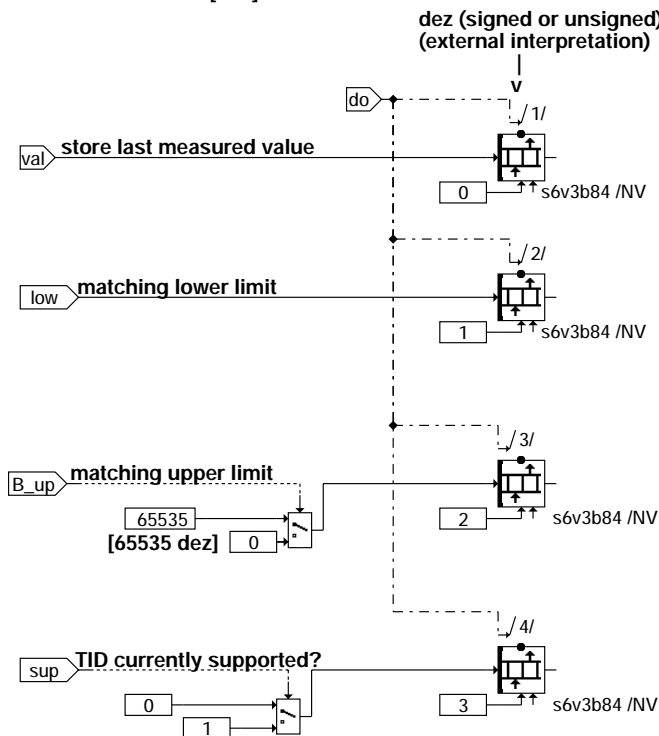 dez (signed or unsigned)
(external interpretation)
v
do
1/
val
store last measured value
0
s6v3b84 /NV
2/
low
matching lower limit
1
s6v3b84 /NV
3/
B_up
matching upper limit
65535
[65535 dez]
0
2
s6v3b84 /NV
4/
sup
TID currently supported?
0
1
3
s6v3b84 /NV